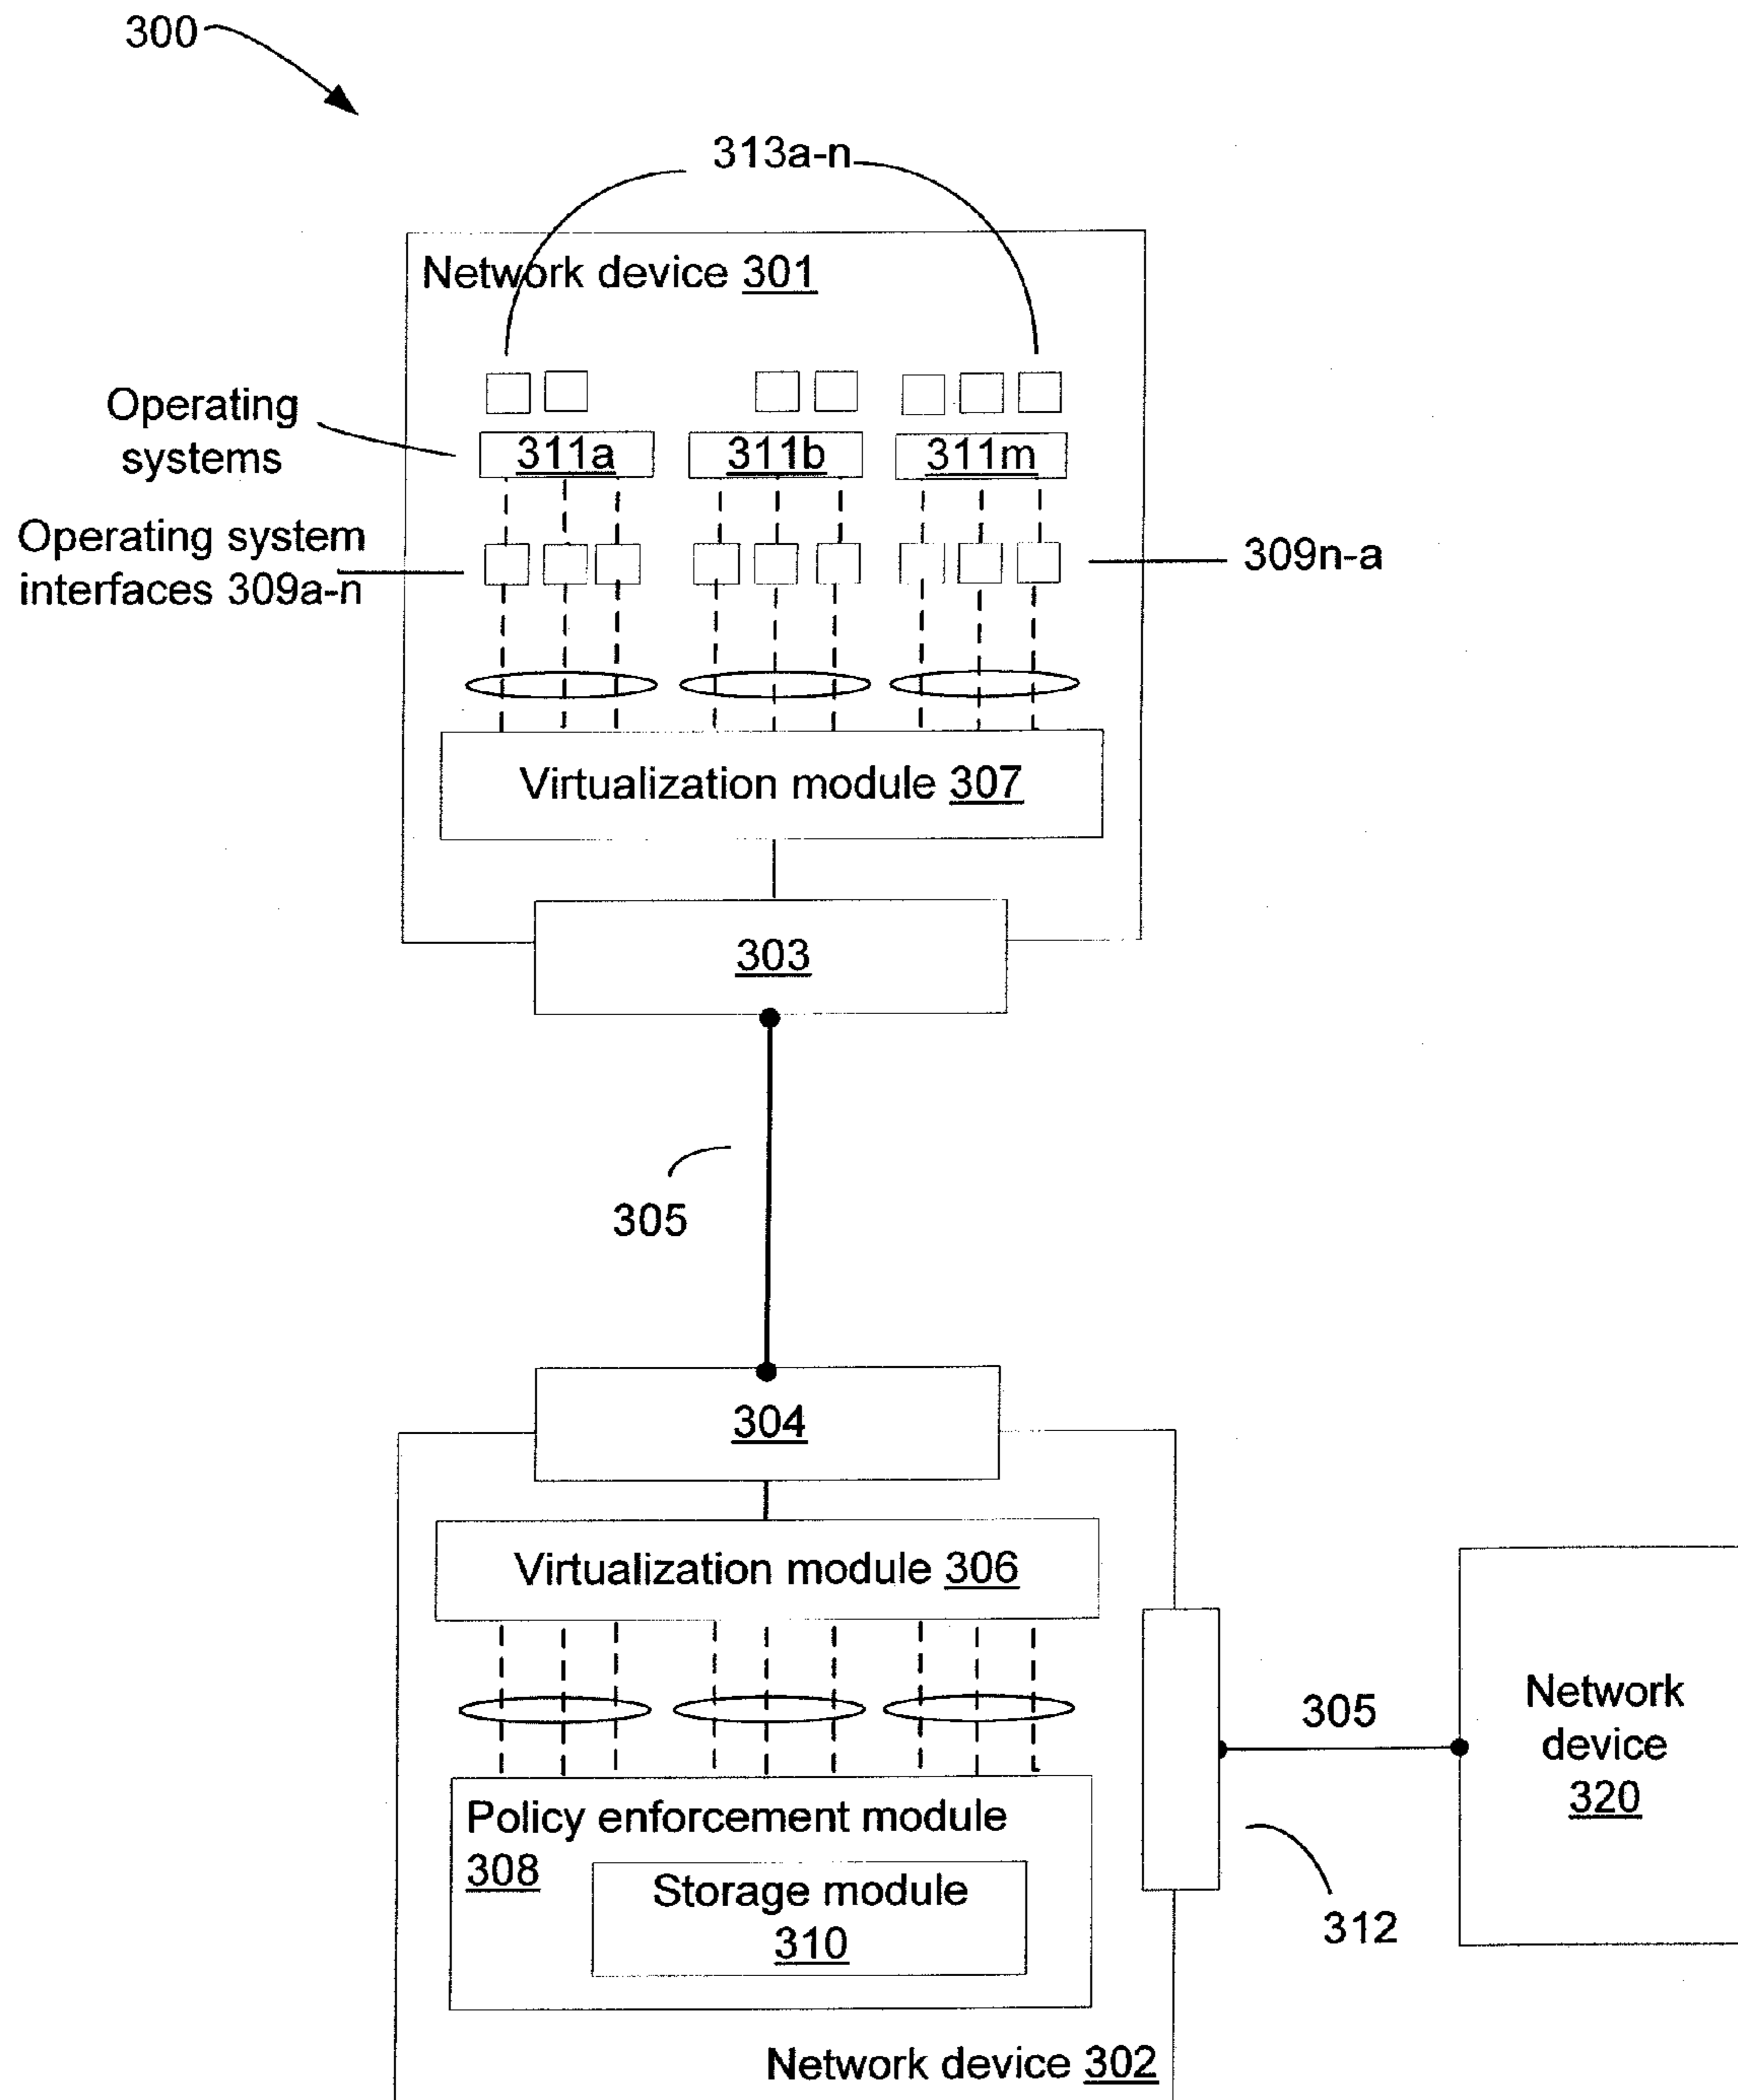 300
313a-n
Network device 301
Operating
systems
311a
311b
311m
Operating system
interfaces 309a-n
309n-a
Virtualization module 307
303
305
304
Virtualization module 306
Network
device
320
305
Policy enforcement module
308
Storage module
310
312
Network device 302